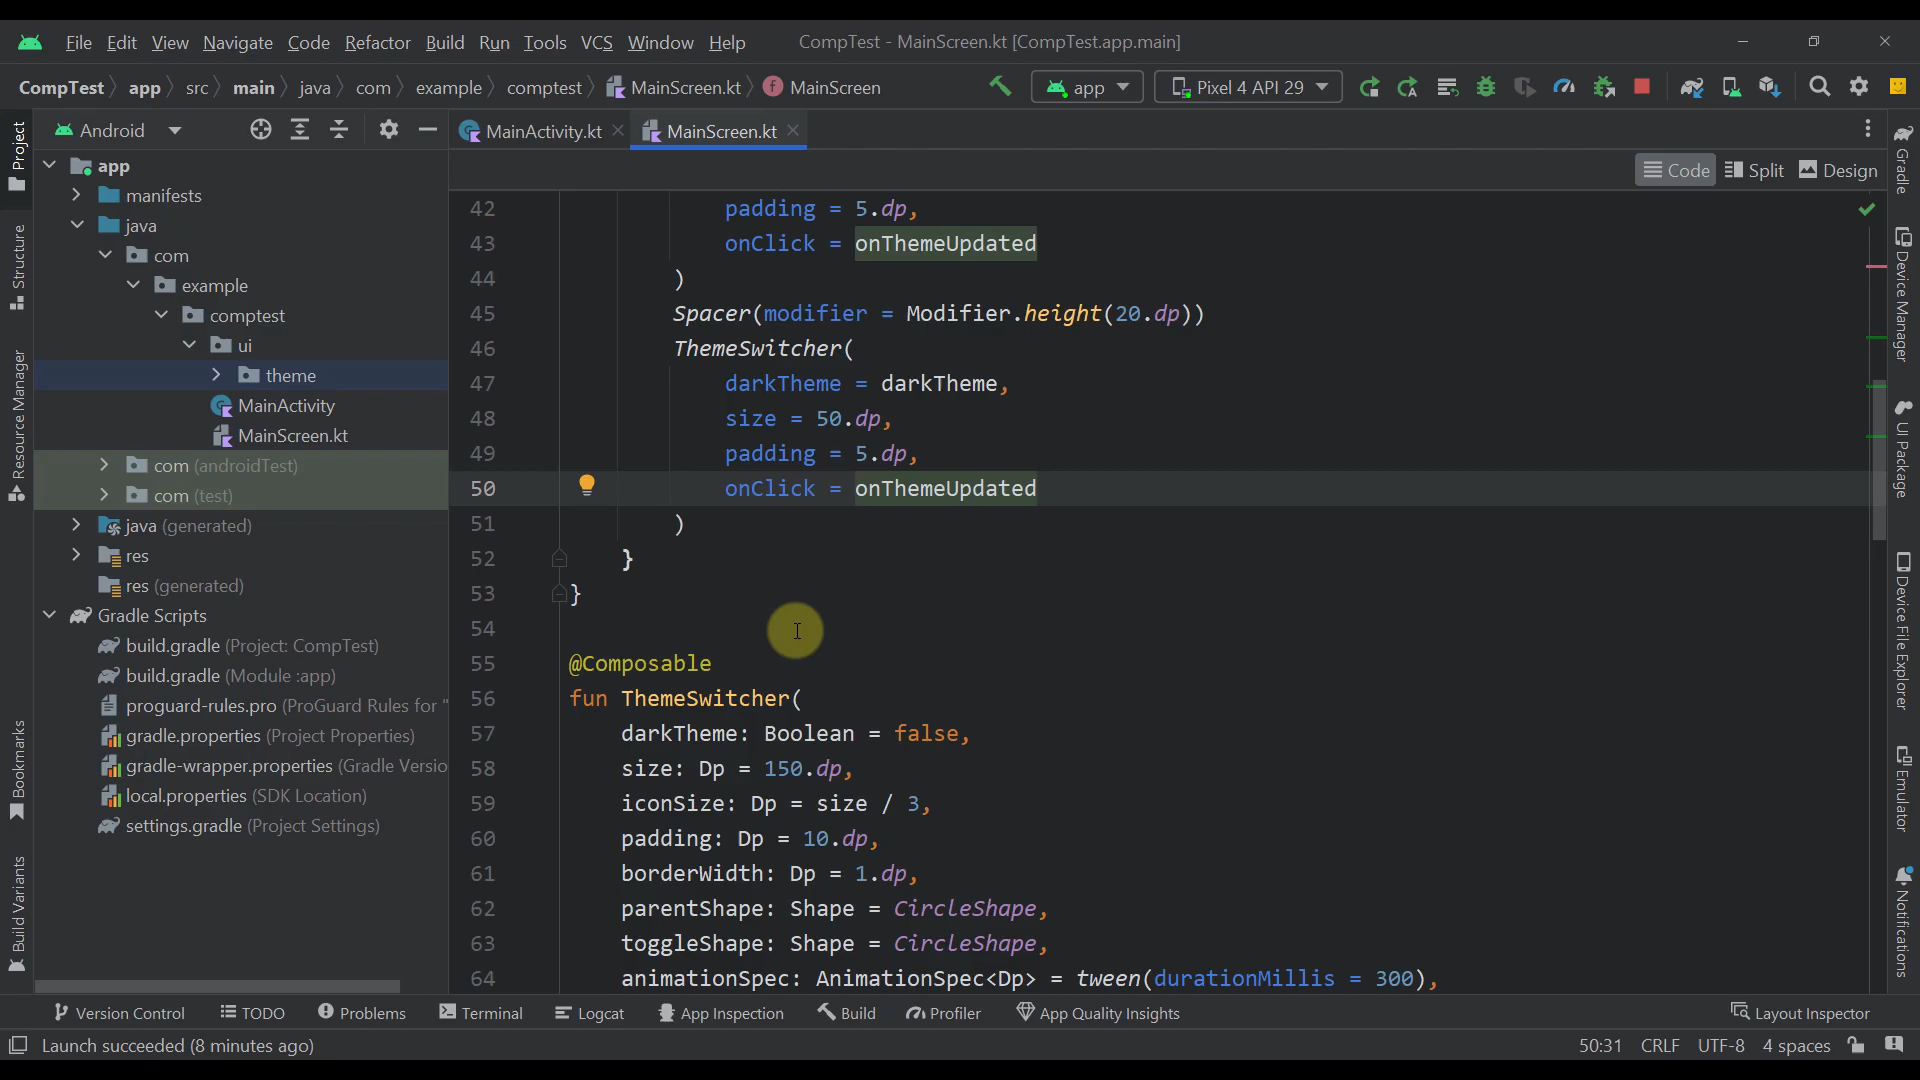 File Edit View Navigate Code Refactor Build Run Tools VCS Window Help CompTest - MainScreen.kt [CompTest.app.main]
CompTest app src main java com example comptest MainScreen.kt MainScreen app Pixel 4 API 29
Project
Structure
Resource Manager
Bookmarks
Build Variants
Android
app
manifests
java
com
example
comptest
ui
theme
MainActivity
MainScreen.kt
com (androidTest)
com (test)
java (generated)
res
res (generated)
Gradle Scripts
build.gradle (Project: CompTest)
build.gradle (Module :app)
proguard-rules.pro (ProGuard Rules for "
gradle.properties (Project Properties)
gradle-wrapper.properties (Gradle Versio
local.properties (SDK Location)
settings.gradle (Project Settings)
MainActivity.kt MainScreen.kt
Code Split Design
42 padding = 5.dp,
43 onClick = onThemeUpdated
44 )
45 Spacer(modifier = Modifier.height(20.dp))
46 ThemeSwitcher(
47 darkTheme = darkTheme,
48 size = 50.dp,
49 padding = 5.dp,
50 onClick = onThemeUpdated
51 )
52 }
53 }
54
55 @Composable
56 fun ThemeSwitcher(
57 darkTheme: Boolean = false,
58 size: Dp = 150.dp,
59 iconSize: Dp = size / 3,
60 padding: Dp = 10.dp,
61 borderWidth: Dp = 1.dp,
62 parentShape: Shape = CircleShape,
63 toggleShape: Shape = CircleShape,
64 animationSpec: AnimationSpec<Dp> = tween(durationMillis = 300),
Gradle
Device Manager
UI Package
Device File Explorer
Emulator
Notifications
Version Control TODO Problems Terminal Logcat App Inspection Build Profiler App Quality Insights Layout Inspector
Launch succeeded (8 minutes ago) 50:31 CRLF UTF-8 4 spaces